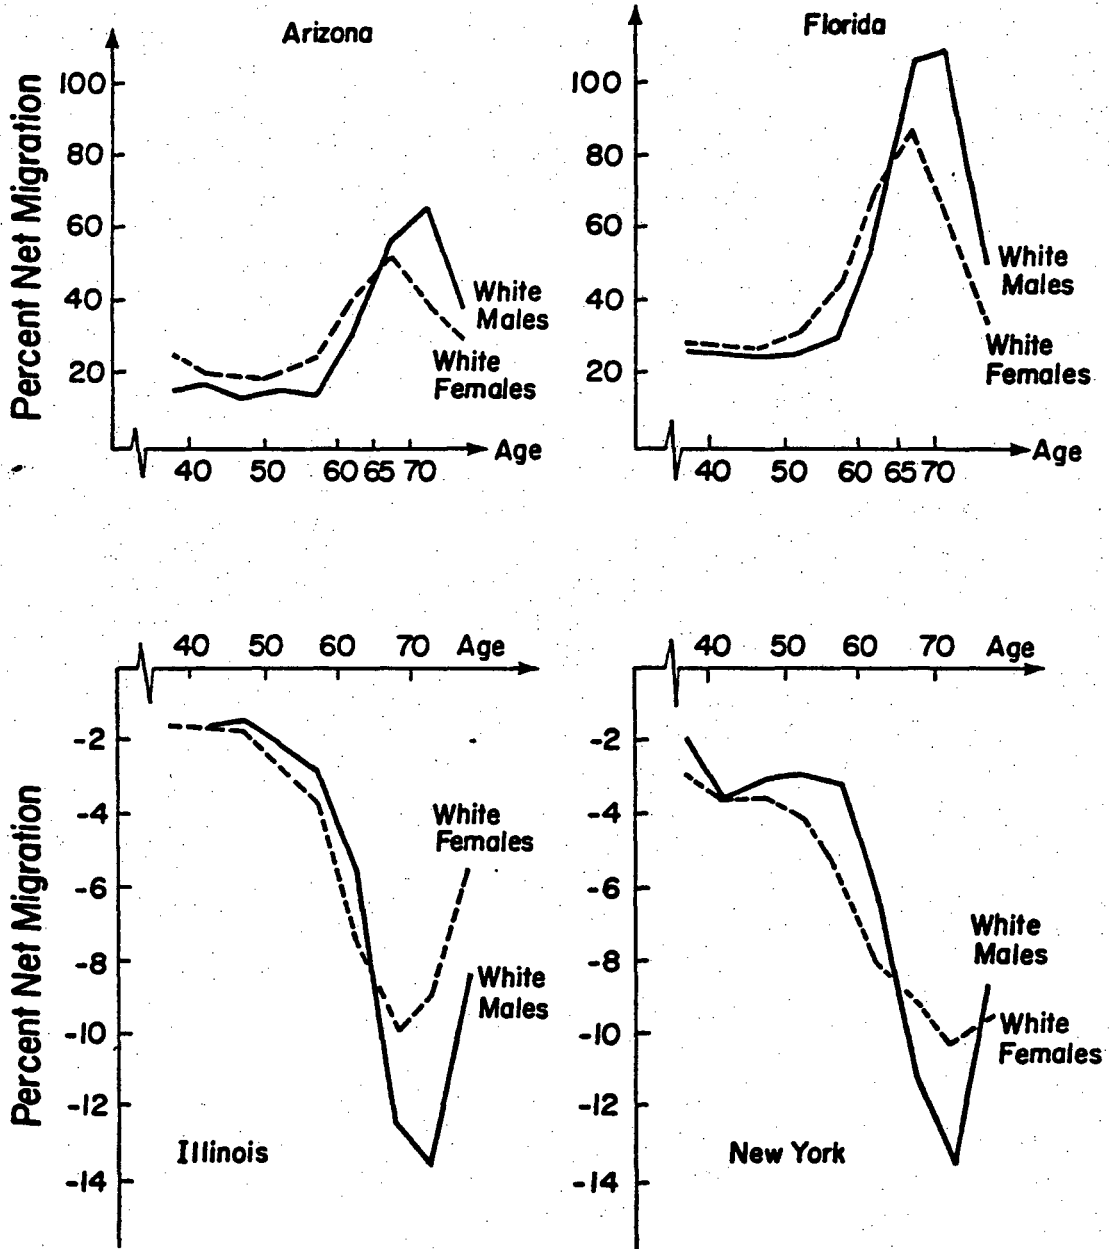 Arizona
Percent Net Migration
100
80
60
40
20
White
Males
White
Females
40 50 60 65 70
Age
Florida
100
80
60
40
20
White
Males
White
Females
40 50 60 65 70
Age
40 50 60 70 Age
Percent Net Migration
-2
-4
-6
-8
-10
-12
-14
White
Females
White
Males
Illinois
40 50 60 70 Age
-2
-4
-6
-8
-10
-12
-14
White
Males
White
Females
New York